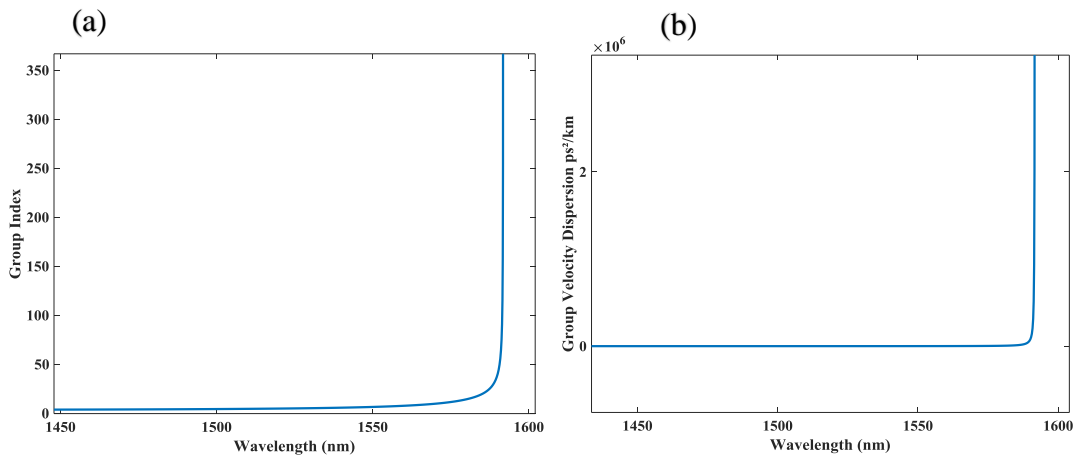 (a)
350
300
250
200
150
100
50
0
Group Index
1450 1500 1550 1600
Wavelength (nm)
(b)
×10⁶
2
0
Group Velocity Dispersion ps²/km
1450 1500 1550 1600
Wavelength (nm)